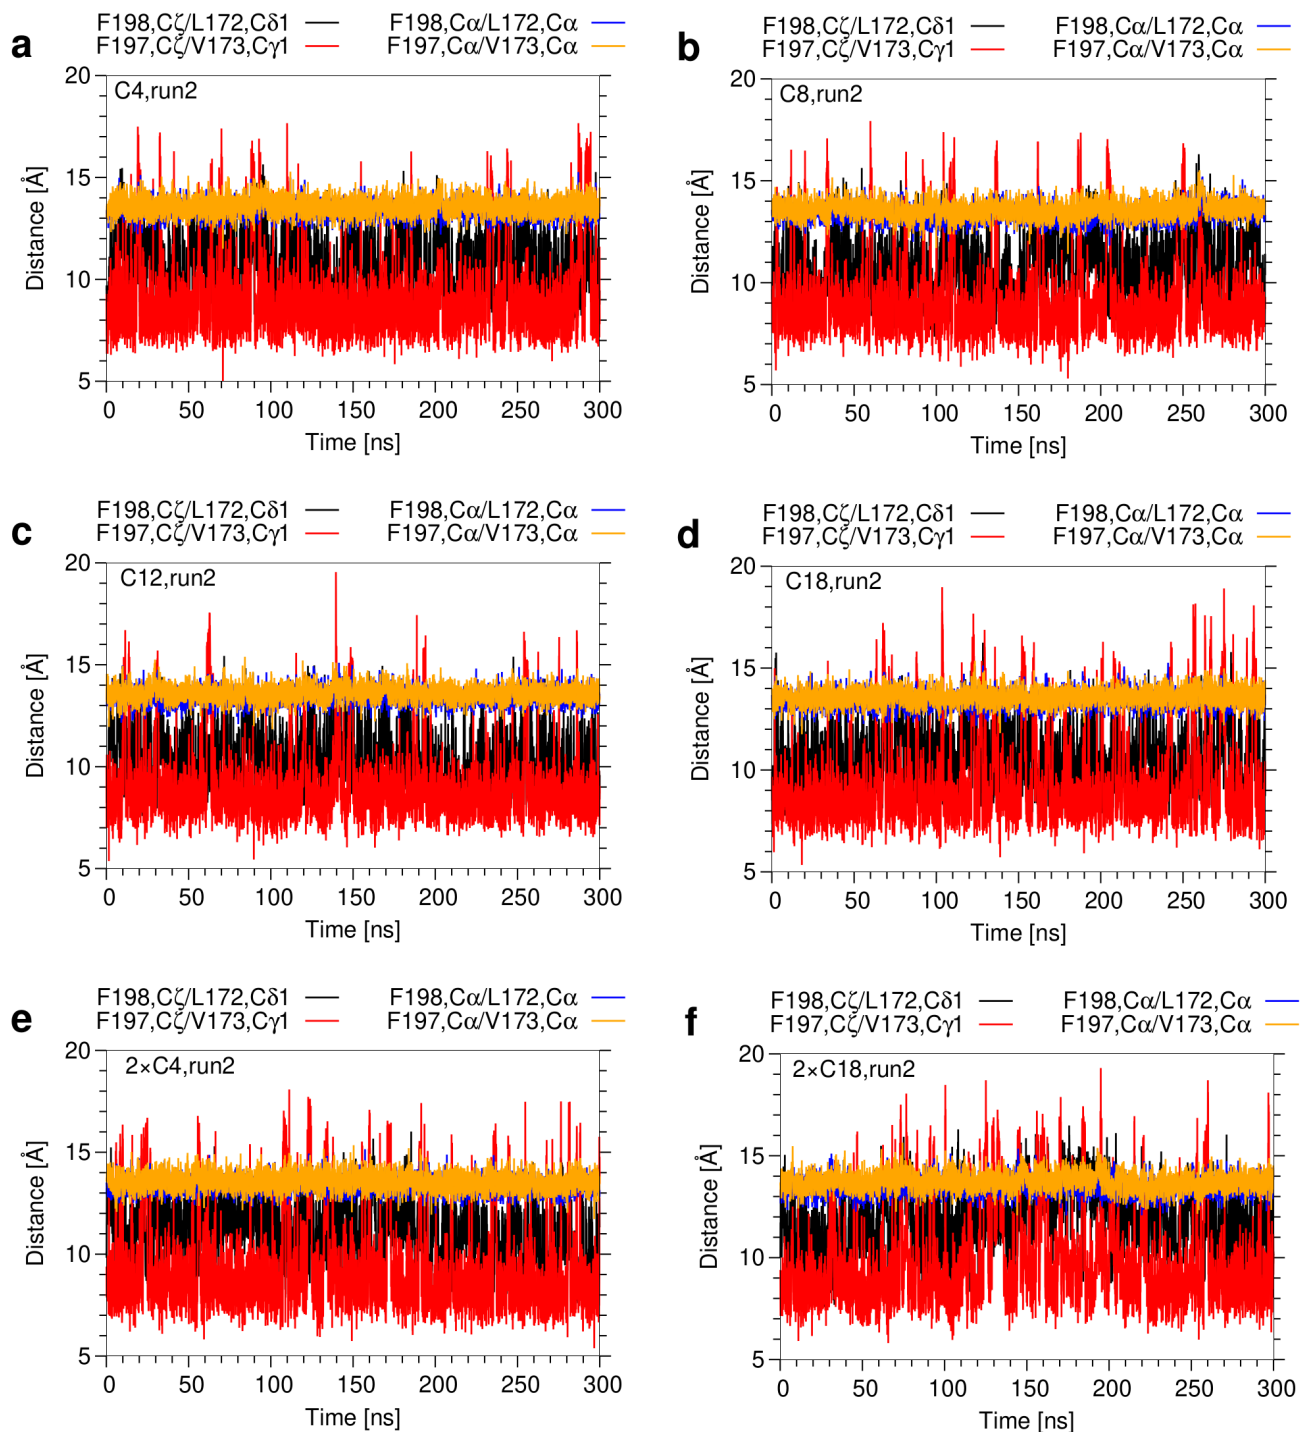 a
F198,Cζ/L172,Cδ1
F198,Cα/L172,Cα
F197,Cζ/V173,Cγ1
F197,Cα/V173,Cα
C4,run2
20
15
10
5
Distance [Å]
0 50 100 150 200 250 300
Time [ns]
b
F198,Cζ/L172,Cδ1
F198,Cα/L172,Cα
F197,Cζ/V173,Cγ1
F197,Cα/V173,Cα
C8,run2
20
15
10
5
Distance [Å]
0 50 100 150 200 250 300
Time [ns]
c
F198,Cζ/L172,Cδ1
F198,Cα/L172,Cα
F197,Cζ/V173,Cγ1
F197,Cα/V173,Cα
C12,run2
20
15
10
5
Distance [Å]
0 50 100 150 200 250 300
Time [ns]
d
F198,Cζ/L172,Cδ1
F198,Cα/L172,Cα
F197,Cζ/V173,Cγ1
F197,Cα/V173,Cα
C18,run2
20
15
10
5
Distance [Å]
0 50 100 150 200 250 300
Time [ns]
e
F198,Cζ/L172,Cδ1
F198,Cα/L172,Cα
F197,Cζ/V173,Cγ1
F197,Cα/V173,Cα
2×C4,run2
20
15
10
5
Distance [Å]
0 50 100 150 200 250 300
Time [ns]
f
F198,Cζ/L172,Cδ1
F198,Cα/L172,Cα
F197,Cζ/V173,Cγ1
F197,Cα/V173,Cα
2×C18,run2
20
15
10
5
Distance [Å]
0 50 100 150 200 250 300
Time [ns]